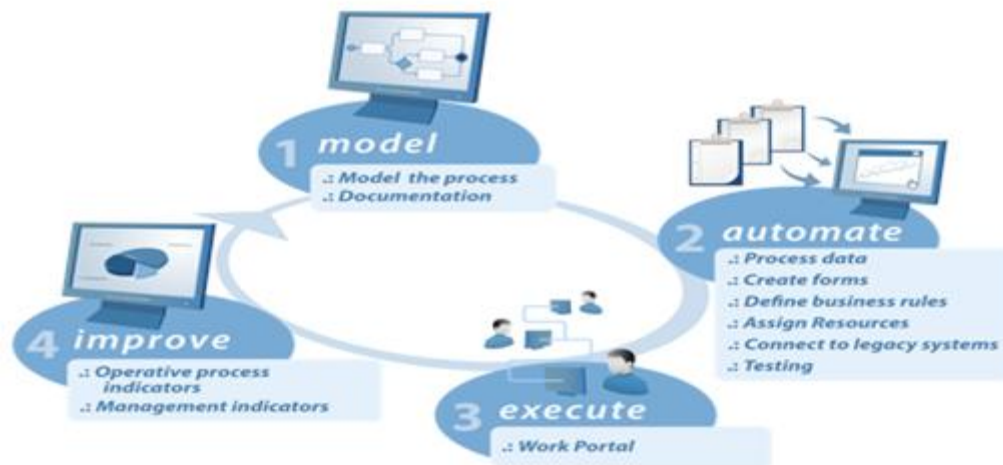 1 model
.: Model the process
.: Documentation
2 automate
.: Process data
.: Create forms
.: Define business rules
.: Assign Resources
.: Connect to legacy systems
.: Testing
3 execute
.: Work Portal
4 improve
.: Operative process
indicators
.: Management indicators